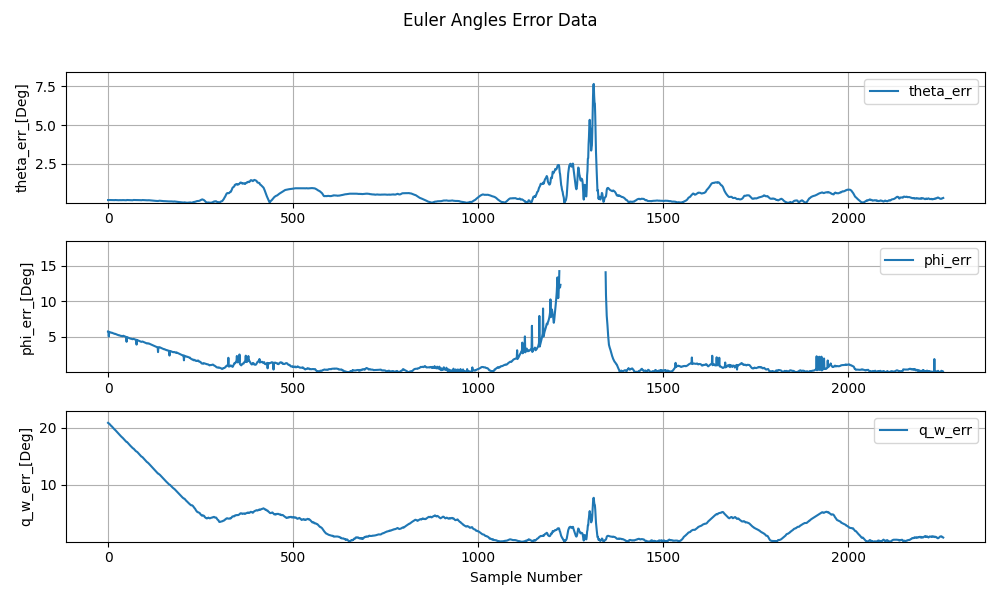 Euler Angles Error Data
theta_err_[Deg]
7.5
5.0
2.5
theta_err
0 500 1000 1500 2000
phi_err_[Deg]
15
10
5
phi_err
0 500 1000 1500 2000
q_w_err_[Deg]
20
10
q_w_err
0 500 1000 1500 2000
Sample Number